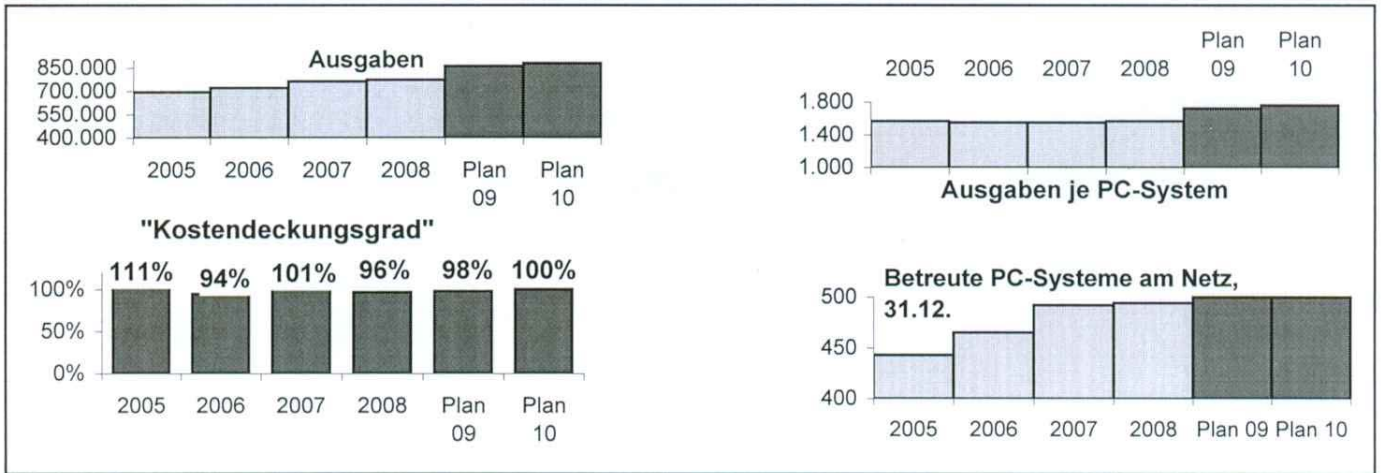 Ausgaben
850.000
700.000
550.000
400.000
2005 2006 2007 2008 Plan 09 Plan 10
"Kostendeckungsgrad"
111% 94% 101% 96% 98% 100%
100%
50%
0%
2005 2006 2007 2008 Plan 09 Plan 10
2005 2006 2007 2008 Plan 09 Plan 10
1.800
1.400
1.000
Ausgaben je PC-System
Betreute PC-Systeme am Netz,
31.12.
500
450
400
2005 2006 2007 2008 Plan 09 Plan 10